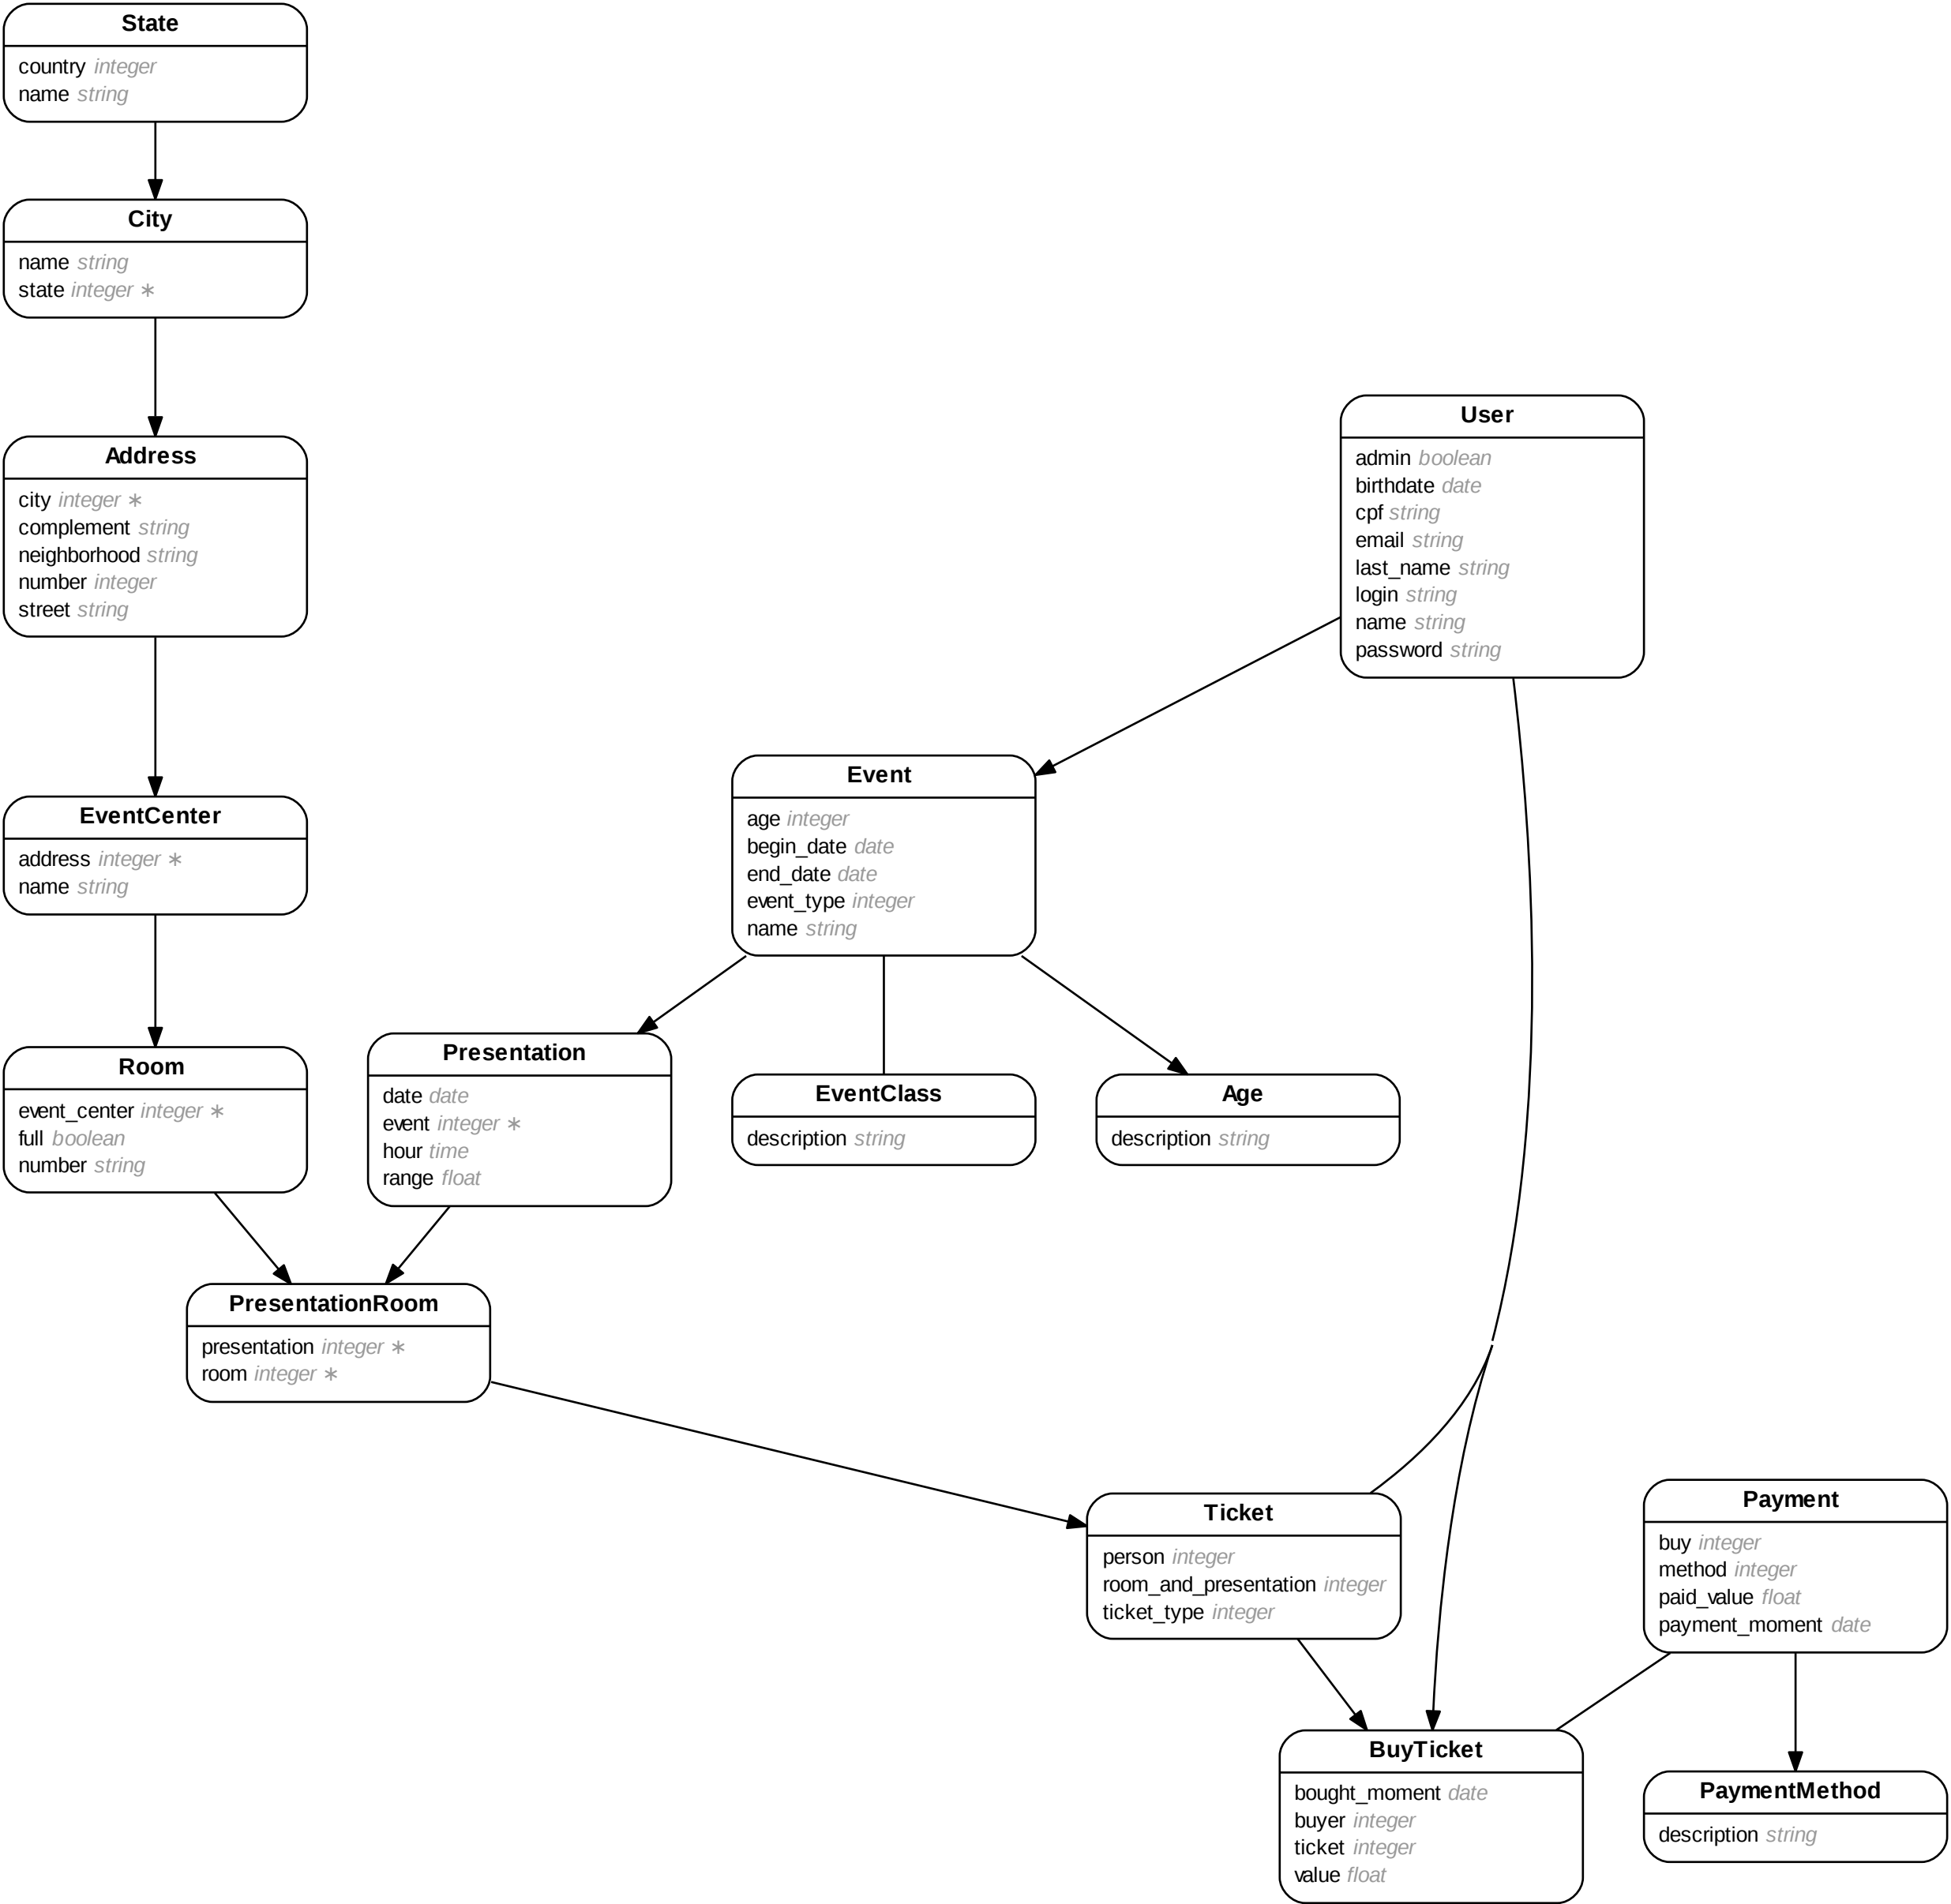 State
country integer
name string
City
name string
state integer ∗
Address
city integer ∗
complement string
neighborhood string
number integer
street string
User
admin boolean
birthdate date
cpf string
email string
last_name string
login string
name string
password string
Event
age integer
begin_date date
end_date date
event_type integer
name string
EventCenter
address integer ∗
name string
Room
event_center integer ∗
full boolean
number string
Presentation
date date
event integer ∗
hour time
range float
EventClass
description string
Age
description string
PresentationRoom
presentation integer ∗
room integer ∗
Ticket
person integer
room_and_presentation integer
ticket_type integer
Payment
buy integer
method integer
paid_value float
payment_moment date
BuyTicket
bought_moment date
buyer integer
ticket integer
value float
PaymentMethod
description string